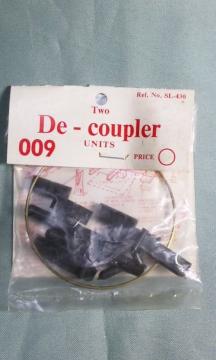 Ref. No. SL-430
Two
De - coupler
UNITS
009
PRICE